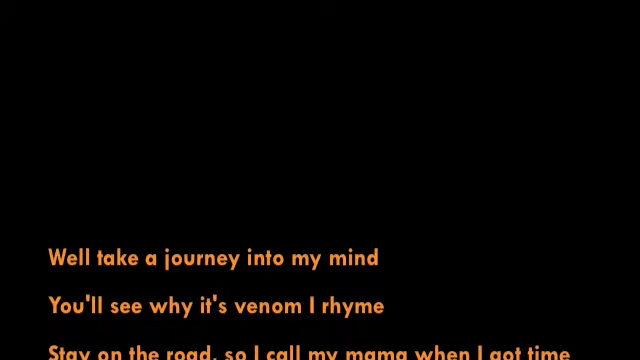 Well take a journey into my mind
You'll see why it's venom I rhyme
Stay on the road, so I call my mama when I got time